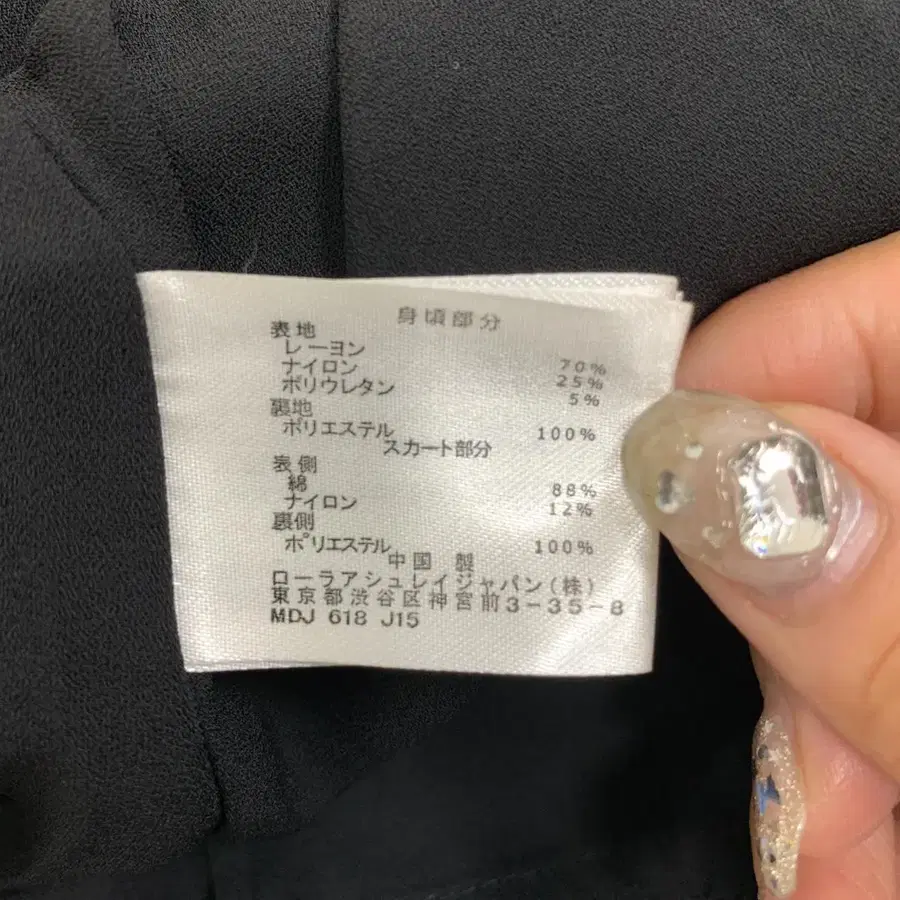 身頃部分
表地
レーヨン 70%
ナイロン 25%
ポリウレタン 5%
裏地
ポリエステル 100%
スカート部分
表側
綿 88%
ナイロン 12%
裏側
ポリエステル 100%
中国 製
ローラアシュレイジャパン(株)
東京都渋谷区神宮前3-35-8
MDJ 618 J15